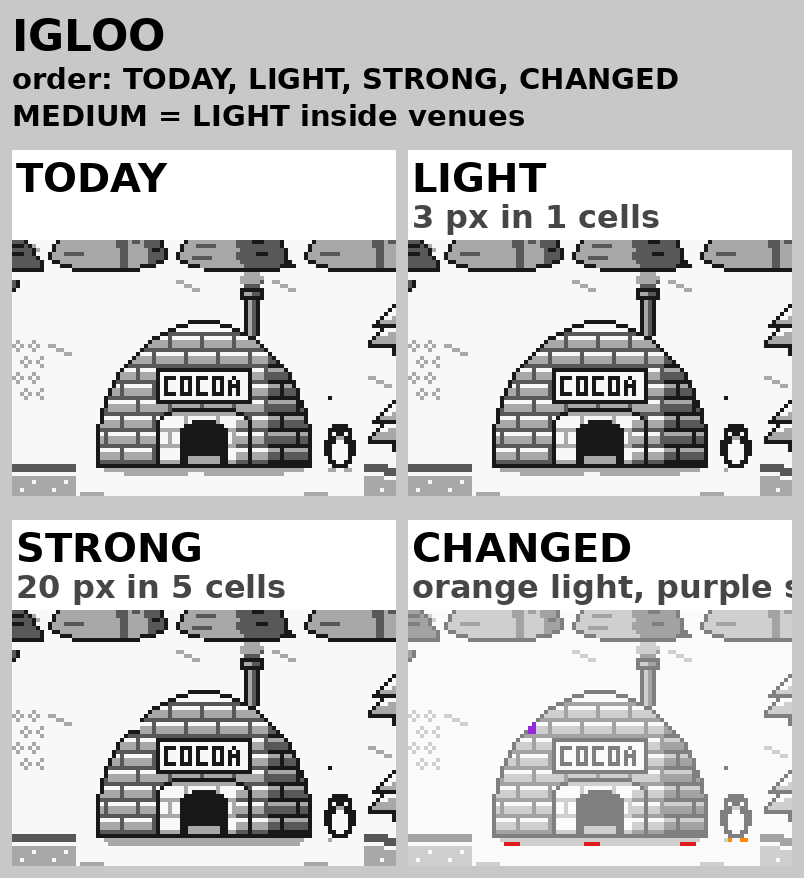 IGLOO
order: TODAY, LIGHT, STRONG, CHANGED
MEDIUM = LIGHT inside venues
TODAY
LIGHT
3 px in 1 cells
COCOA
COCOA
STRONG
20 px in 5 cells
CHANGED
orange light, purple s
COCOA
COCOA